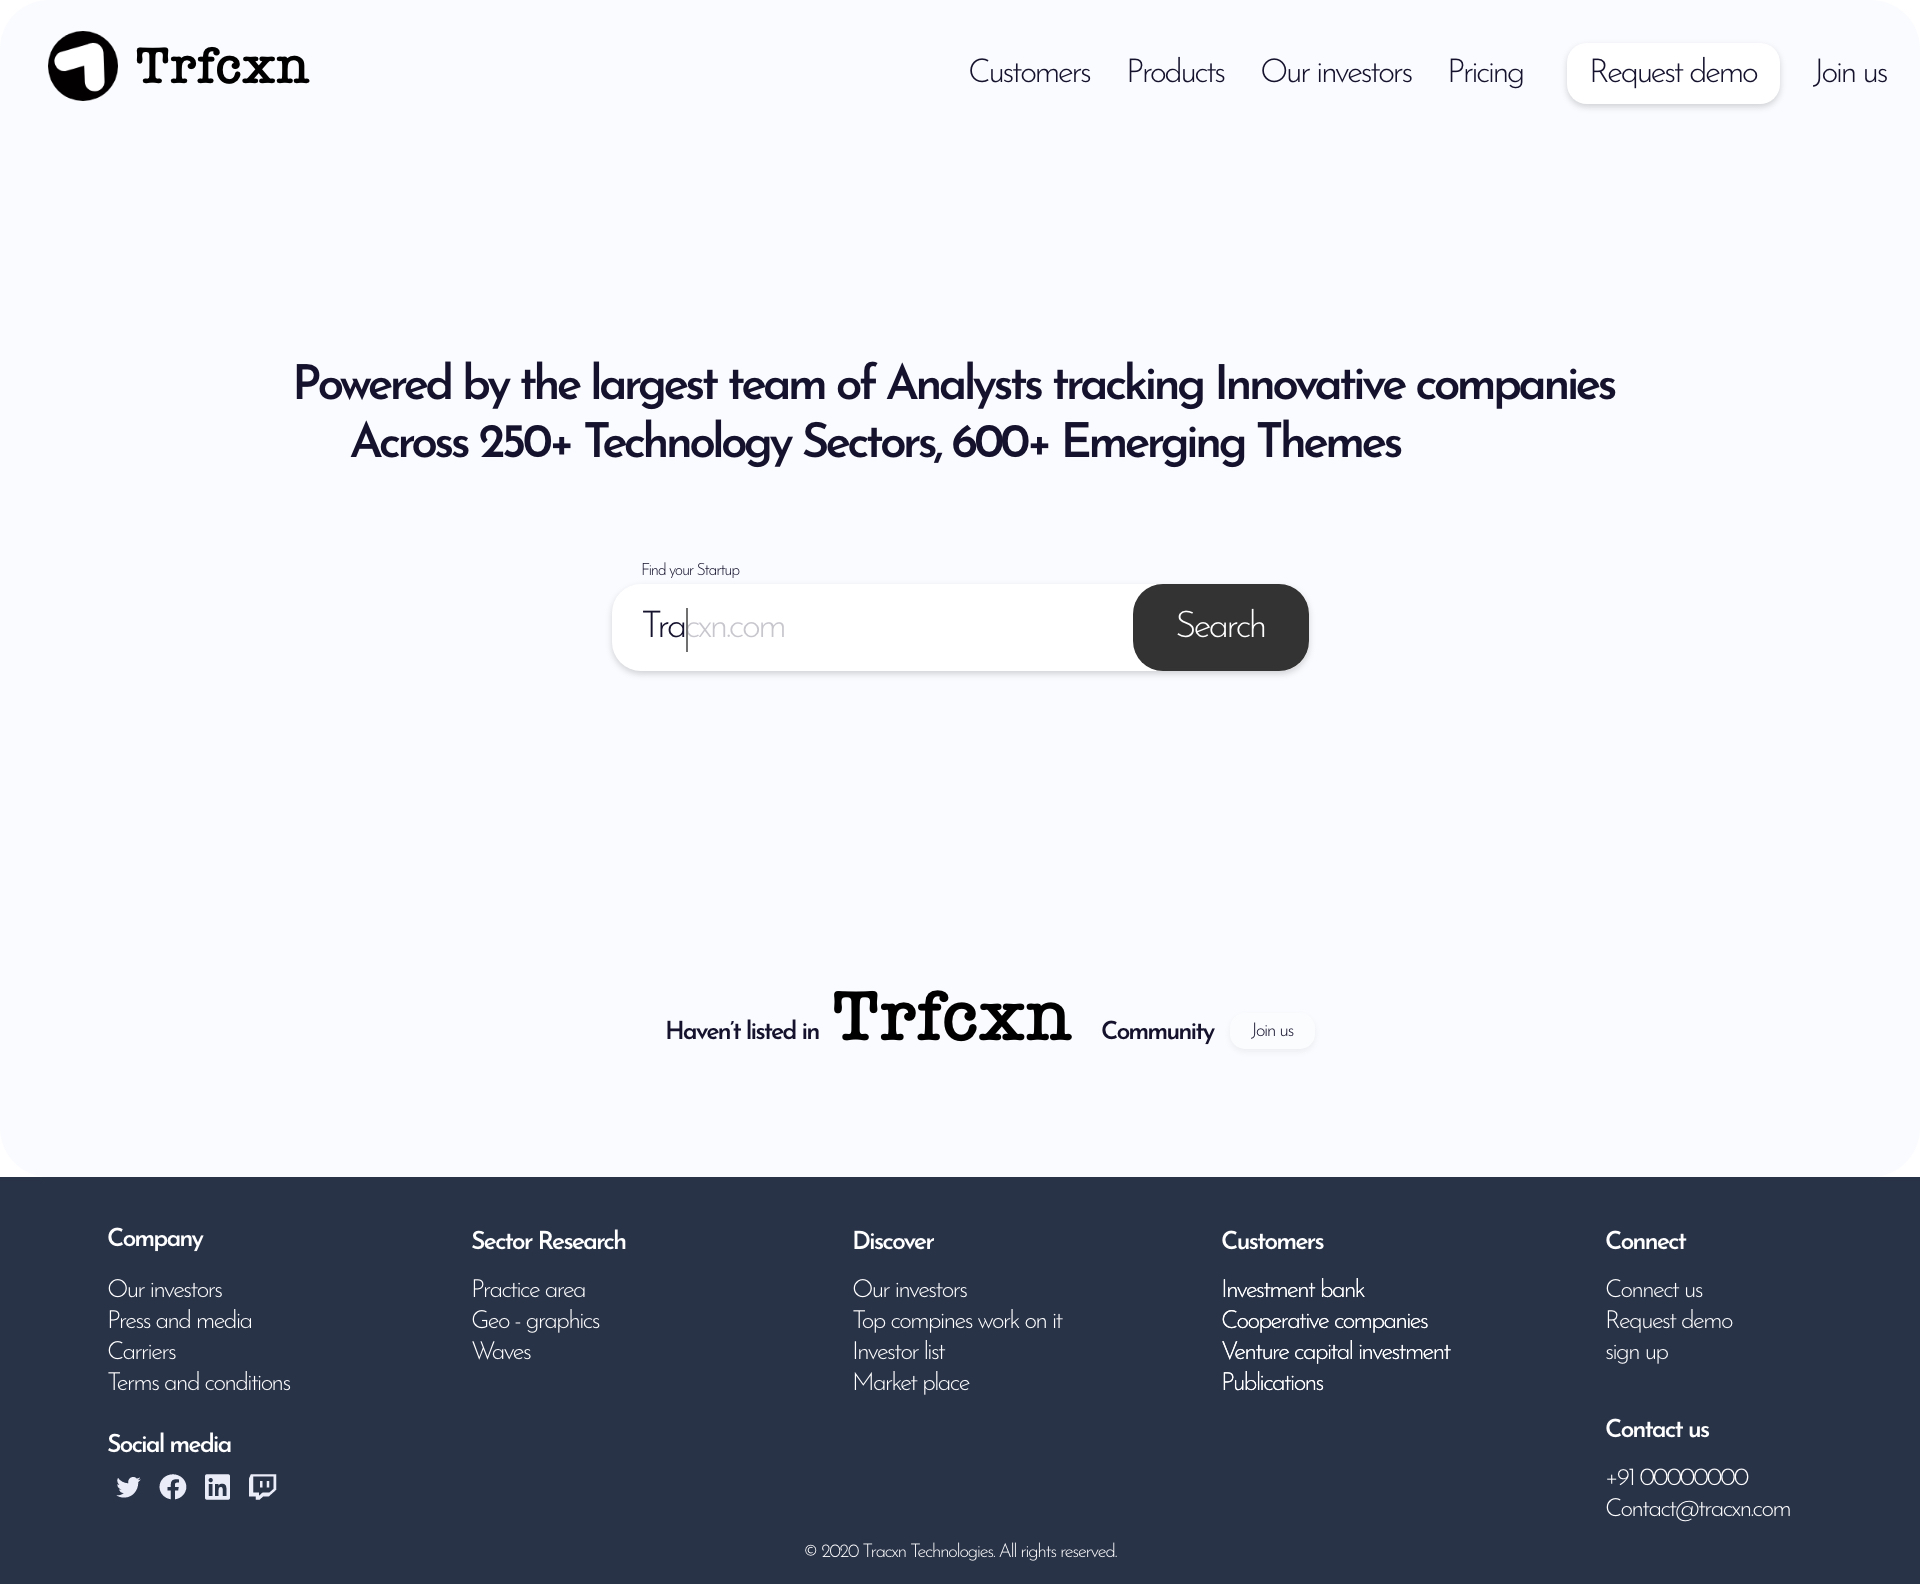 Trfcxn
Customers Products Our investors Pricing Request demo Join us
Powered by the largest team of Analysts tracking Innovative companies
Across 250+ Technology Sectors, 600+ Emerging Themes
Find your Startup
Tracxn.com
Search
Haven't listed in Trfcxn Community Join us
Company
Our investors
Press and media
Carriers
Terms and conditions
Social media
Sector Research
Practice area
Geo - graphics
Waves
Discover
Our investors
Top compines work on it
Investor list
Market place
Customers
Investment bank
Cooperative companies
Venture capital investment
Publications
Connect
Connect us
Request demo
sign up
Contact us
+91 00000000
Contact@tracxn.com
© 2020 Tracxn Technologies. All rights reserved.